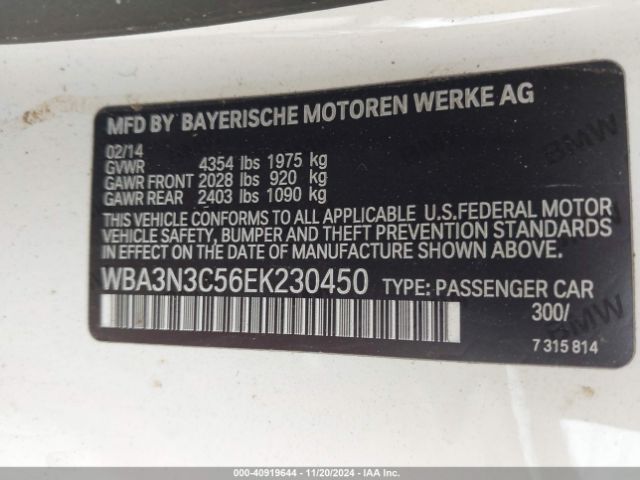 MFD BY BAYERISCHE MOTOREN WERKE AG
02/14
GVWR 4354 lbs 1975 kg
GAWR FRONT 2028 lbs 920 kg
GAWR REAR 2403 lbs 1090 kg
THIS VEHICLE CONFORMS TO ALL APPLICABLE U.S.FEDERAL MOTOR
VEHICLE SAFETY, BUMPER AND THEFT PREVENTION STANDARDS
IN EFFECT ON THE DATE OF MANUFACTURE SHOWN ABOVE.
WBA3N3C56EK230450 TYPE: PASSENGER CAR
300/
7 315 814
BMW
BMW
000-40919644 - 11/20/2024 - IAA.com